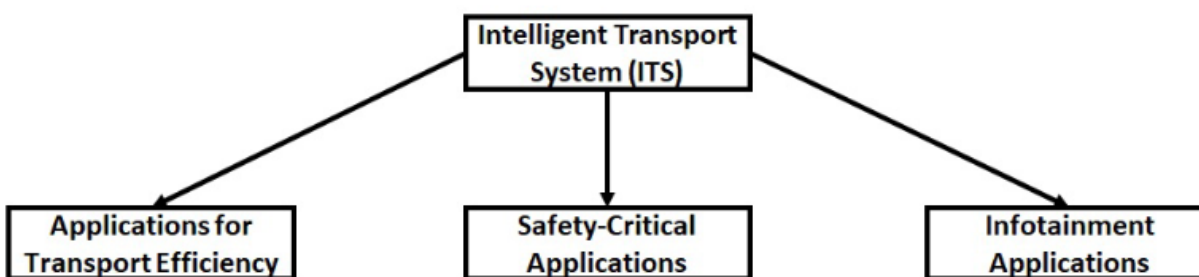 Intelligent Transport
System (ITS)
Applications for
Transport Efficiency
Safety-Critical
Applications
Infotainment
Applications